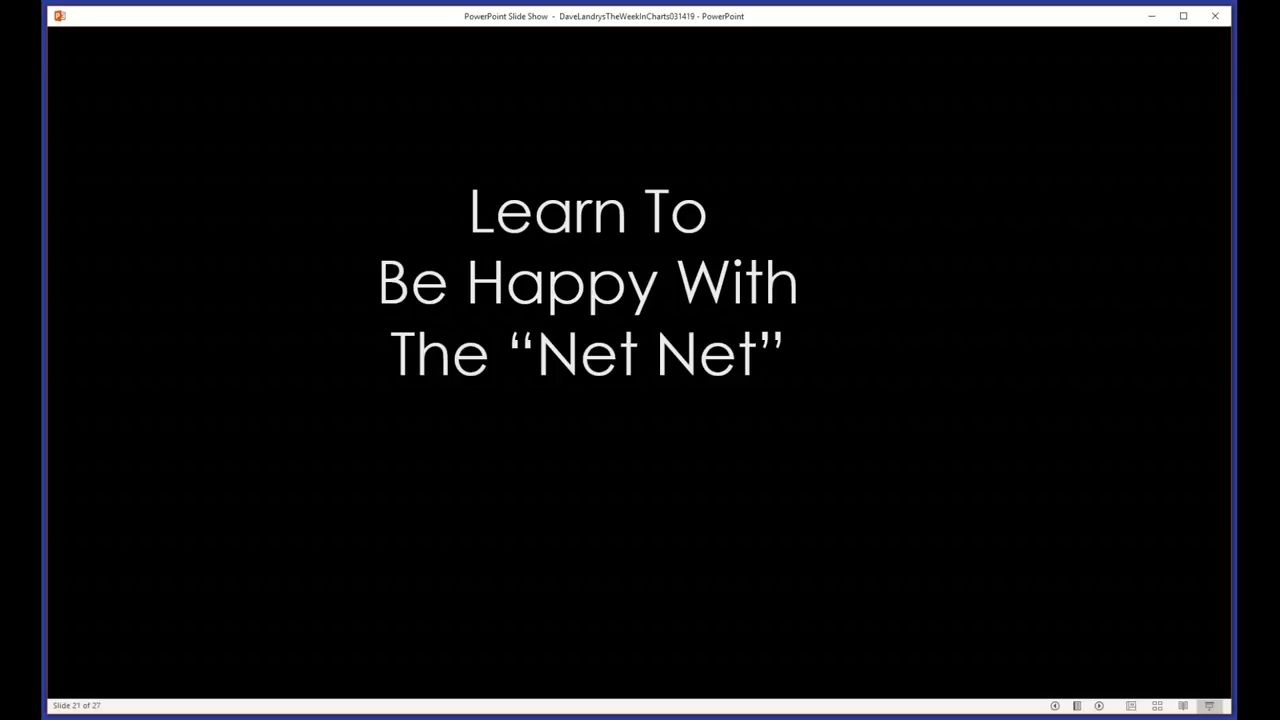 PowerPoint Slide Show - DaveLandrysTheWeekInCharts031419 - PowerPoint
Learn To
Be Happy With
The “Net Net”
Slide 21 of 27